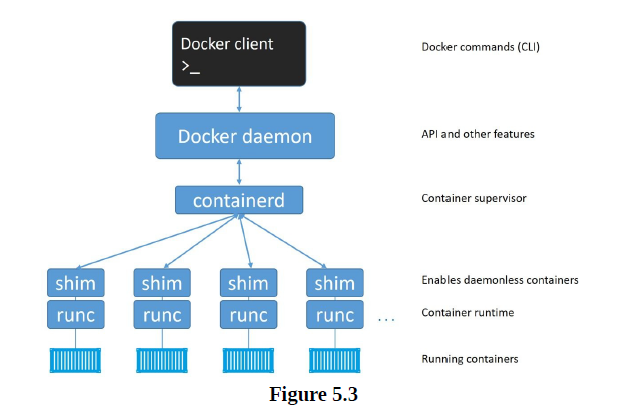 Docker client
>_
Docker commands (CLI)
Docker daemon
API and other features
containerd
Container supervisor
shim shim shim shim
Enables daemonless containers
runc runc runc runc ...
Container runtime
Running containers
Figure 5.3